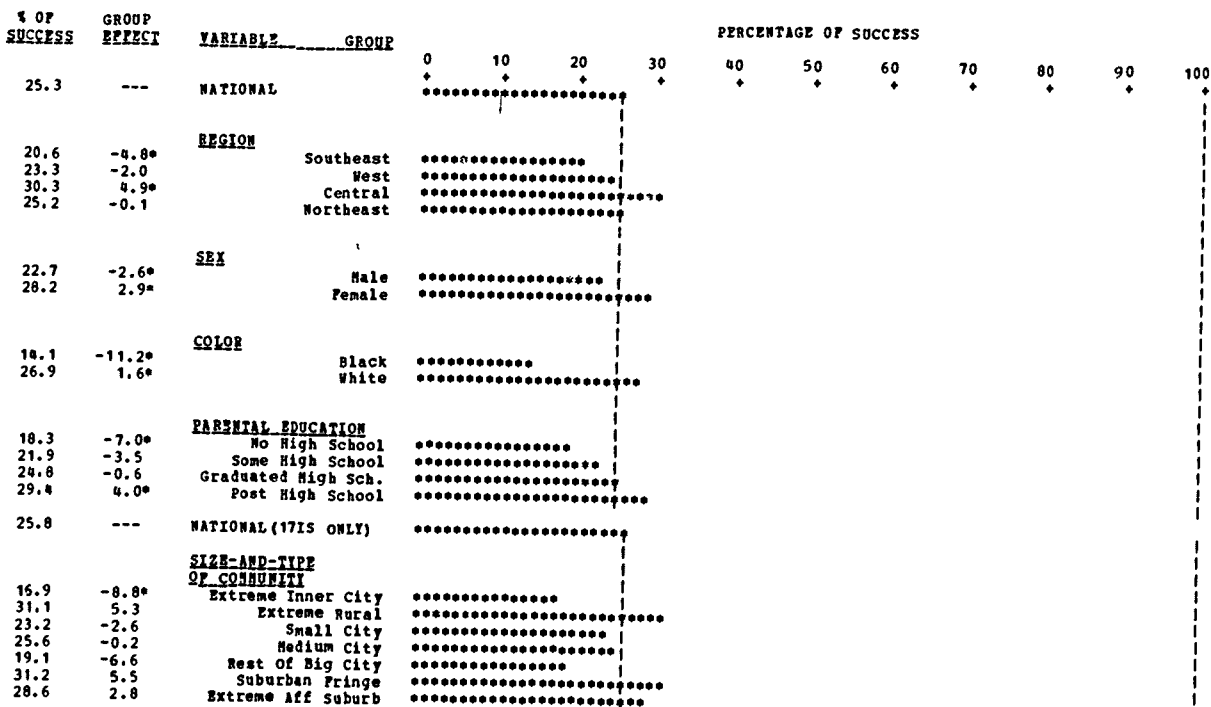 % OF GROUP
SUCCESS EFFECT VARIABLE GROUP PERCENTAGE OF SUCCESS
0 10 20 30 40 50 60 70 80 90 100
25.3 --- NATIONAL
REGION
20.6 -4.8* Southeast
23.3 -2.0 West
30.3 4.9* Central
25.2 -0.1 Northeast
SEX
22.7 -2.6* Male
28.2 2.9* Female
COLOR
14.1 -11.2* Black
26.9 1.6* White
PARENTAL EDUCATION
18.3 -7.0* No High School
21.9 -3.5 Some High School
24.8 -0.6 Graduated High Sch.
29.4 4.0* Post High School
25.8 --- NATIONAL(17IS ONLY)
SIZE-AND-TYPE
OF COMMUNITY
16.9 -8.8* Extreme Inner City
31.1 5.3 Extreme Rural
23.2 -2.6 Small City
25.6 -0.2 Medium City
19.1 -6.6 Rest Of Big City
31.2 5.5 Suburban Fringe
28.6 2.8 Extreme Aff Suburb